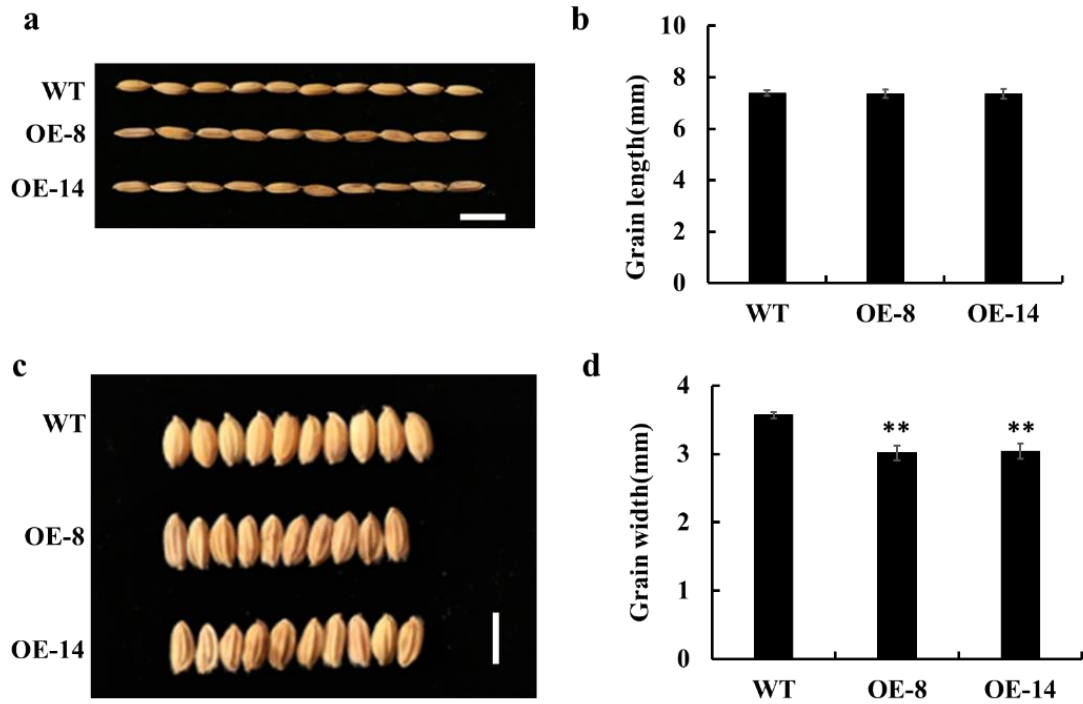 a
WT
OE-8
OE-14
b
10
8
6
4
2
0
Grain length(mm)
WT
OE-8
OE-14
c
WT
OE-8
OE-14
d
4
3
2
1
0
Grain width(mm)
**
**
WT
OE-8
OE-14